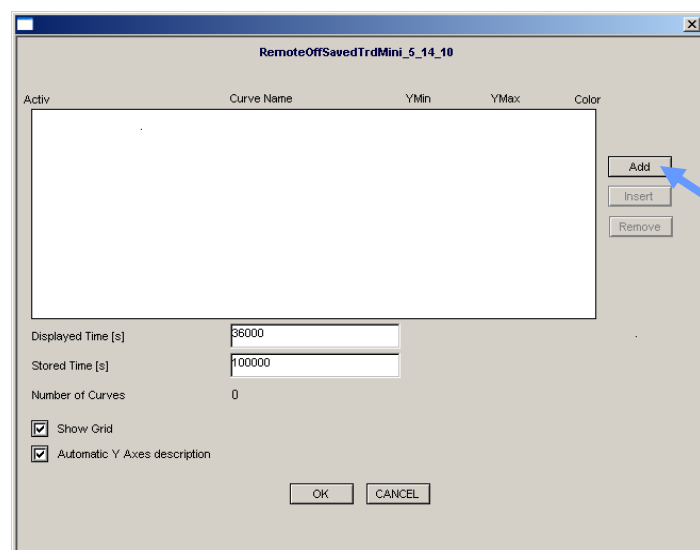 RemoteOffSavedTrdMini_5_14_10
Activ Curve Name YMin YMax Color
Add
Insert
Remove
Displayed Time [s] 36000
Stored Time [s] 100000
Number of Curves 0
Show Grid
Automatic Y Axes description
OK CANCEL